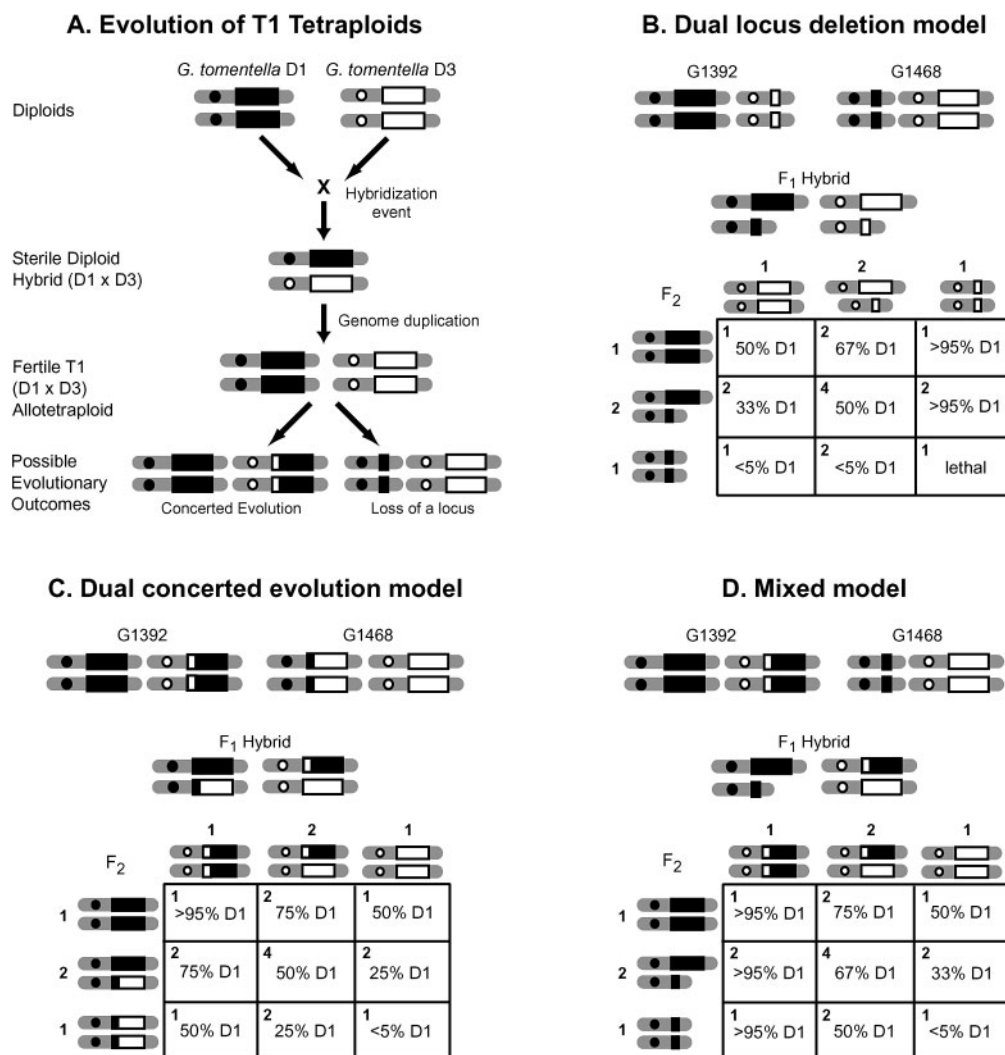 A. Evolution of T1 Tetraploids
G. tomentella D1
G. tomentella D3
Diploids
X
Hybridization
event
Sterile Diploid
Hybrid (D1 x D3)
Genome duplication
Fertile T1
(D1 x D3)
Allotetraploid
Possible
Evolutionary
Outcomes
Concerted Evolution
Loss of a locus
B. Dual locus deletion model
G1392
G1468
F1 Hybrid
1 2 1
F2
1
1 50% D1
2 67% D1
1 >95% D1
2
2 33% D1
4 50% D1
2 >95% D1
1
1 <5% D1
2 <5% D1
1 lethal
C. Dual concerted evolution model
G1392
G1468
F1 Hybrid
1 2 1
F2
1
1 >95% D1
2 75% D1
1 50% D1
2
2 75% D1
4 50% D1
2 25% D1
1
1 50% D1
2 25% D1
1 <5% D1
D. Mixed model
G1392
G1468
F1 Hybrid
1 2 1
F2
1
1 >95% D1
2 75% D1
1 50% D1
2
2 >95% D1
4 67% D1
2 33% D1
1
1 >95% D1
2 50% D1
1 <5% D1